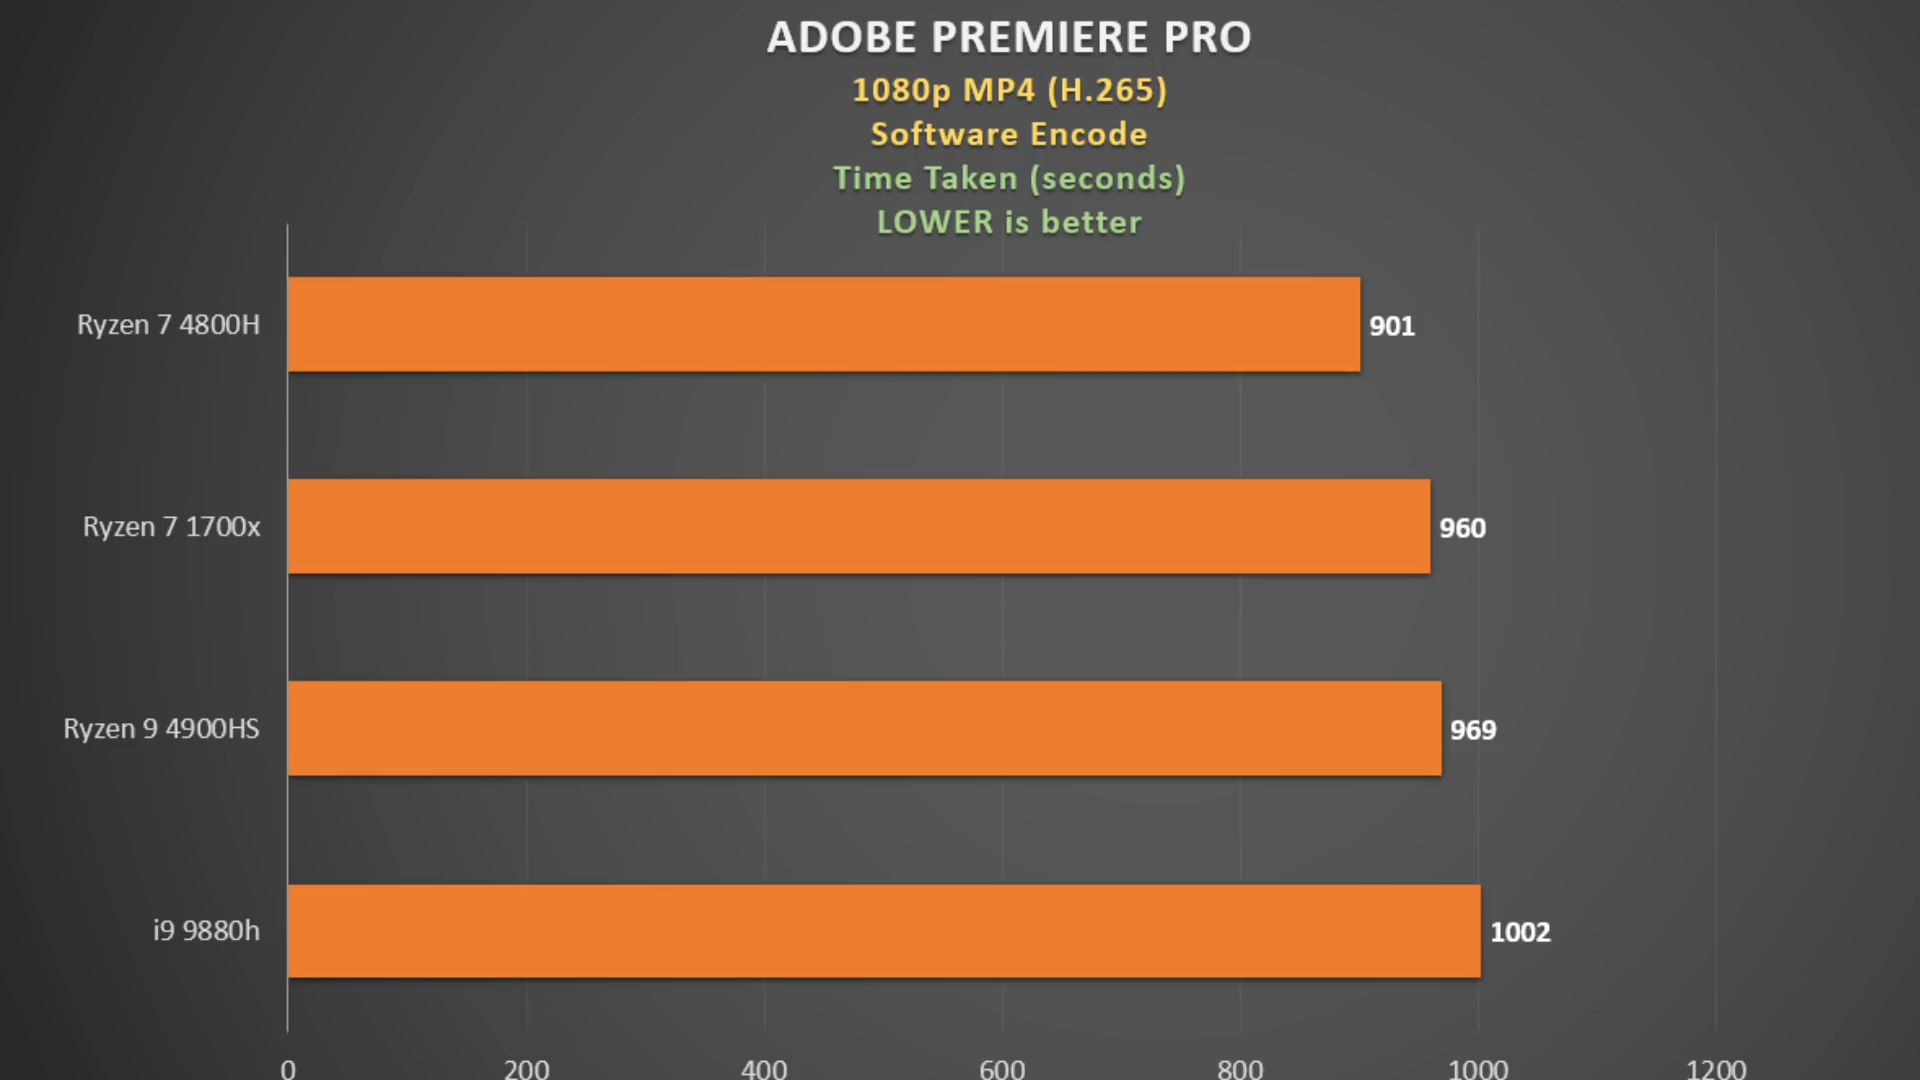 ADOBE PREMIERE PRO
1080p MP4 (H.265)
Software Encode
Time Taken (seconds)
LOWER is better
Ryzen 7 4800H
901
Ryzen 7 1700x
960
Ryzen 9 4900HS
969
i9 9880h
1002
0 200 400 600 800 1000 1200